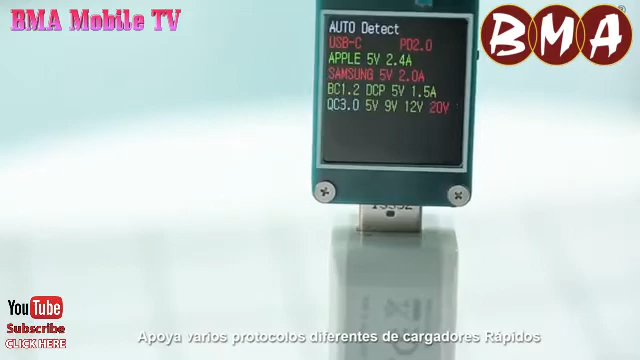 BMA Mobile TV
BMA
®
AUTO Detect
USB-C PD2.0
APPLE 5V 2.4A
SAMSUNG 5V 2.0A
BC1.2 DCP 5V 1.5A
QC3.0 5V 9V 12V 20V
YouTube
Subscribe
CLICK HERE
Apoya varios protocolos diferentes de cargadores Rápidos